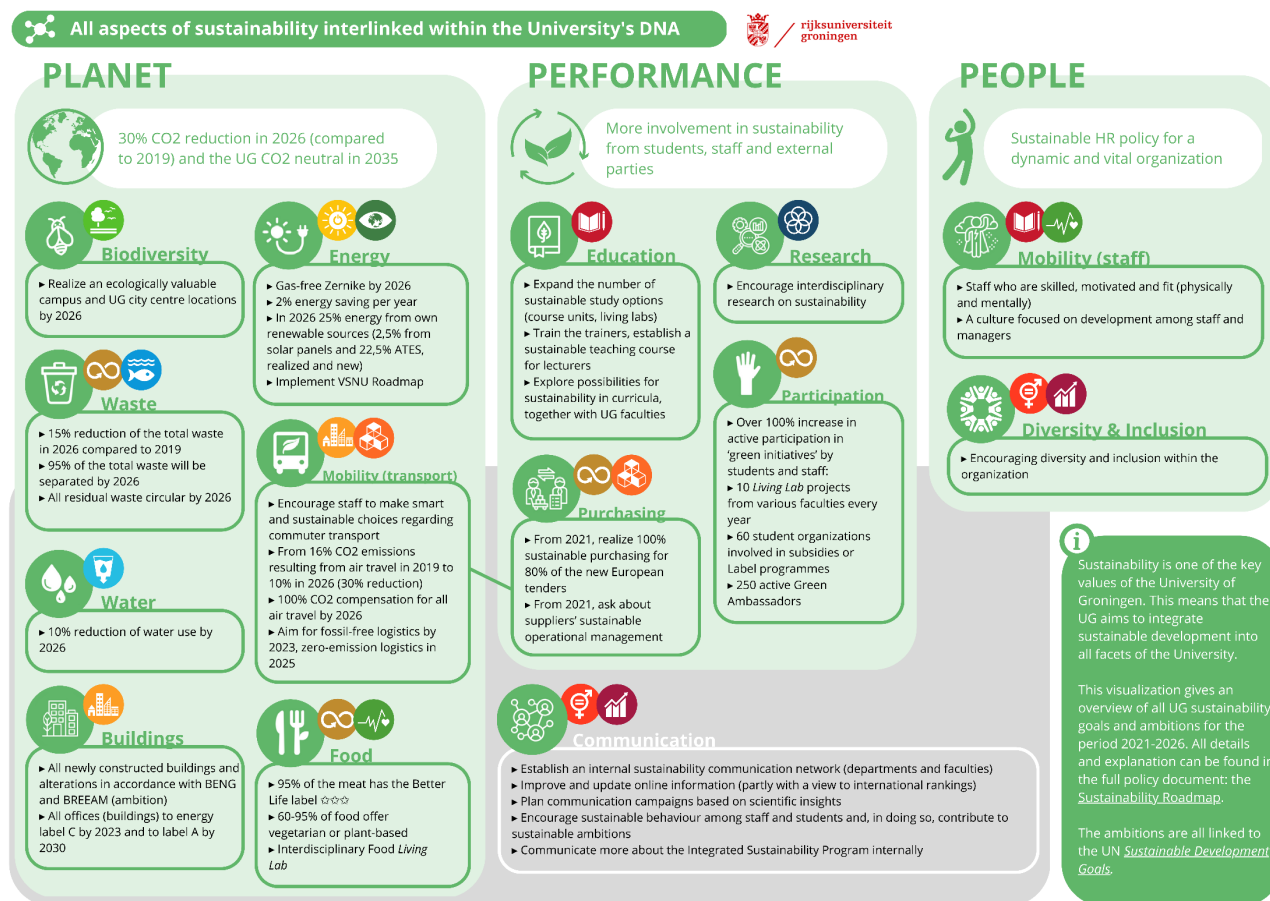 All aspects of sustainability interlinked within the University's DNA
rijksuniversiteit
groningen
PLANET
30% CO2 reduction in 2026 (compared
to 2019) and the UG CO2 neutral in 2035
Biodiversity
▸ Realize an ecologically valuable
campus and UG city centre locations
by 2026
Waste
▸ 15% reduction of the total waste
in 2026 compared to 2019
▸ 95% of the total waste will be
separated by 2026
▸ All residual waste circular by 2026
Water
▸ 10% reduction of water use by
2026
Buildings
▸ All newly constructed buildings and
alterations in accordance with BENG
and BREEAM (ambition)
▸ All offices (buildings) to energy
label C by 2023 and to label A by
2030
Energy
▸ Gas-free Zernike by 2026
▸ 2% energy saving per year
▸ In 2026 25% energy from own
renewable sources (2,5% from
solar panels and 22,5% ATES,
realized and new)
▸ Implement VSNU Roadmap
Mobility (transport)
▸ Encourage staff to make smart
and sustainable choices regarding
commuter transport
▸ From 16% CO2 emissions
resulting from air travel in 2019 to
10% in 2026 (30% reduction)
▸ 100% CO2 compensation for all
air travel by 2026
▸ Aim for fossil-free logistics by
2023, zero-emission logistics in
2025
Food
▸ 95% of the meat has the Better
Life label ✩✩✩
▸ 60-95% of food offer
vegetarian or plant-based
▸ Interdisciplinary Food Living
Lab
PERFORMANCE
More involvement in sustainability
from students, staff and external
parties
Education
▸ Expand the number of
sustainable study options
(course units, living labs)
▸ Train the trainers, establish a
sustainable teaching course
for lecturers
▸ Explore possibilities for
sustainability in curricula,
together with UG faculties
Purchasing
▸ From 2021, realize 100%
sustainable purchasing for
80% of the new European
tenders
▸ From 2021, ask about
suppliers' sustainable
operational management
Research
▸ Encourage interdisciplinary
research on sustainability
Participation
▸ Over 100% increase in
active participation in
'green initiatives' by
students and staff:
▸ 10 Living Lab projects
from various faculties every
year
▸ 60 student organizations
involved in subsidies or
Label programmes
▸ 250 active Green
Ambassadors
Communication
▸ Establish an internal sustainability communication network (departments and faculties)
▸ Improve and update online information (partly with a view to international rankings)
▸ Plan communication campaigns based on scientific insights
▸ Encourage sustainable behaviour among staff and students and, in doing so, contribute to
sustainable ambitions
▸ Communicate more about the Integrated Sustainability Program internally
PEOPLE
Sustainable HR policy for a
dynamic and vital organization
Mobility (staff)
▸ Staff who are skilled, motivated and fit (physically
and mentally)
▸ A culture focused on development among staff and
managers
Diversity & Inclusion
▸ Encouraging diversity and inclusion within the
organization
i
Sustainability is one of the key
values of the University of
Groningen. This means that the
UG aims to integrate
sustainable development into
all facets of the University.
This visualization gives an
overview of all UG sustainability
goals and ambitions for the
period 2021-2026. All details
and explanation can be found in
the full policy document: the
Sustainability Roadmap.
The ambitions are all linked to
the UN Sustainable Development
Goals.